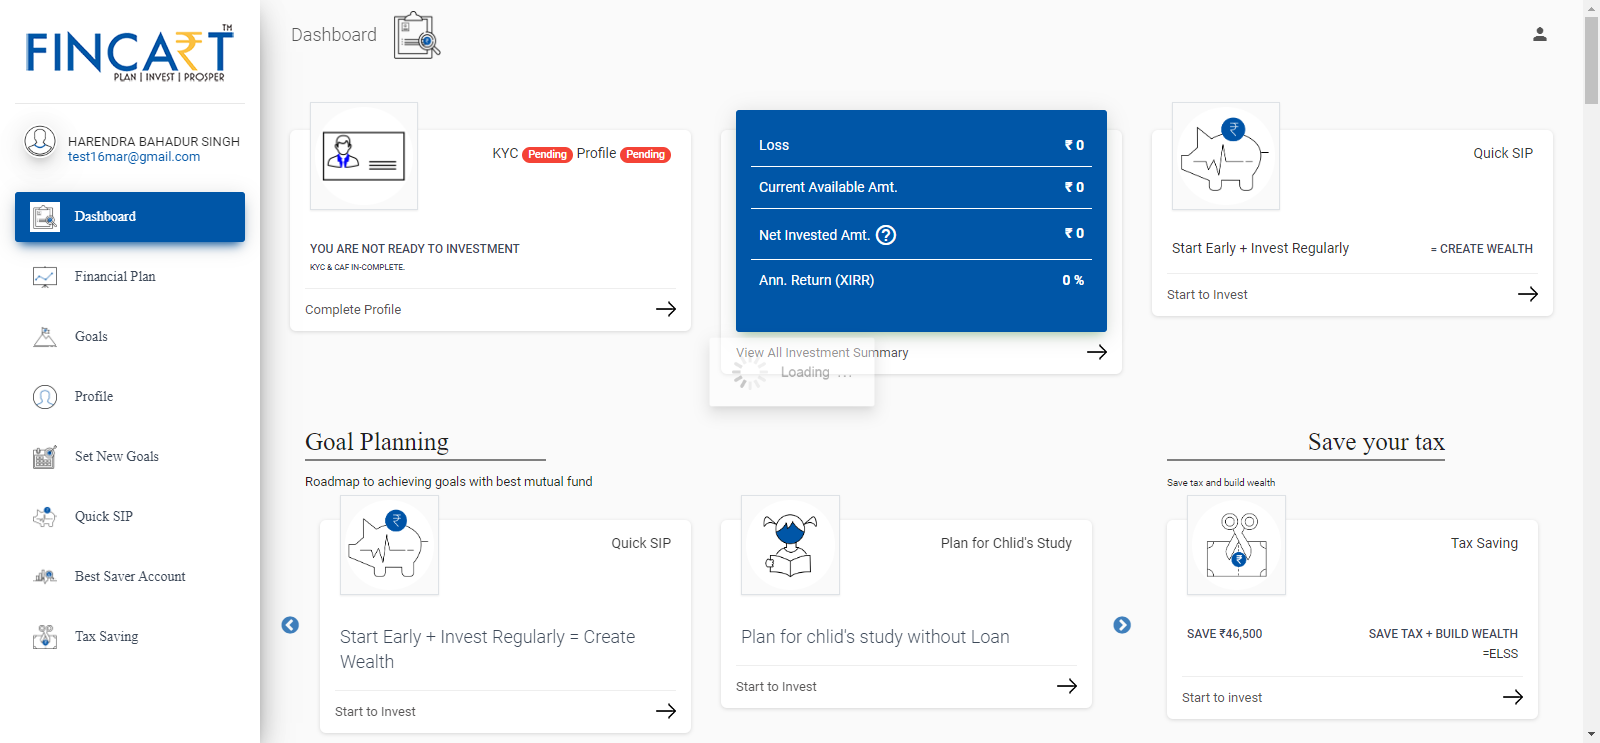 FINCART TM
PLAN | INVEST | PROSPER
HARENDRA BAHADUR SINGH
test16mar@gmail.com
Dashboard
Financial Plan
Goals
Profile
Set New Goals
Quick SIP
Best Saver Account
Tax Saving
Dashboard
KYC Pending Profile Pending
YOU ARE NOT READY TO INVESTMENT
KYC & CAF IN-COMPLETE.
Complete Profile
Loss ₹ 0
Current Available Amt. ₹ 0
Net Invested Amt. ? ₹ 0
Ann. Return (XIRR) 0 %
View All Investment Summary
Loading ...
Quick SIP
Start Early + Invest Regularly = CREATE WEALTH
Start to Invest
Goal Planning
Roadmap to achieving goals with best mutual fund
Quick SIP
Start Early + Invest Regularly = Create
Wealth
Start to Invest
Plan for Chlid's Study
Plan for chlid's study without Loan
Start to Invest
Save your tax
Save tax and build wealth
Tax Saving
SAVE ₹46,500 SAVE TAX + BUILD WEALTH
=ELSS
Start to invest